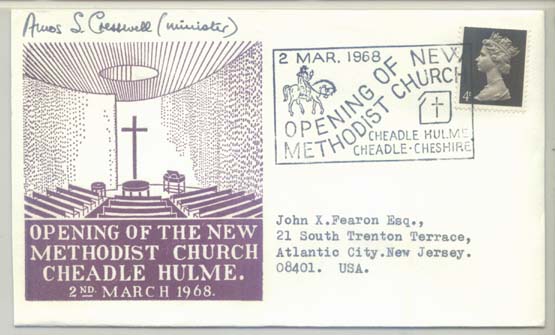 Amos S. Cresswell (minister)
2 MAR. 1968
OPENING OF NEW
METHODIST CHURCH
CHEADLE HULME
CHEADLE·CHESHIRE
4D
OPENING OF THE NEW
METHODIST CHURCH
CHEADLE HULME.
2ND. MARCH 1968.
John X.Fearon Esq.,
21 South Trenton Terrace,
Atlantic City.New Jersey.
08401. USA.